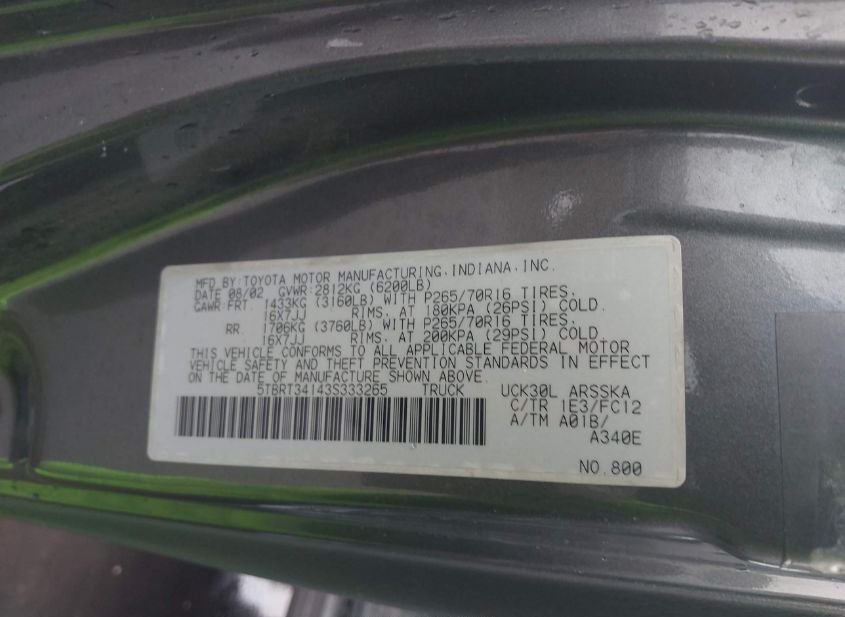 MFD.BY:TOYOTA MOTOR MANUFACTURING,INDIANA,INC.
DATE 08/02 GVWR:2812KG (6200LB)
GAWR:FRT. 1433KG (3160LB) WITH P265/70R16 TIRES.
16X7JJ RIMS. AT 180KPA (26PSI) COLD.
RR 1706KG (3760LB) WITH P265/70R16 TIRES.
16X7JJ RIMS. AT 200KPA (29PSI) COLD.
THIS VEHICLE CONFORMS TO ALL APPLICABLE FEDERAL MOTOR
VEHICLE SAFETY AND THEFT PREVENTION STANDARDS IN EFFECT
ON THE DATE OF MANUFACTURE SHOWN ABOVE.
5TBRT34143S333265 TRUCK UCK30L ARSSKA
C/TR 1E3/FC12
A/TM A01B/
A340E
NO.800